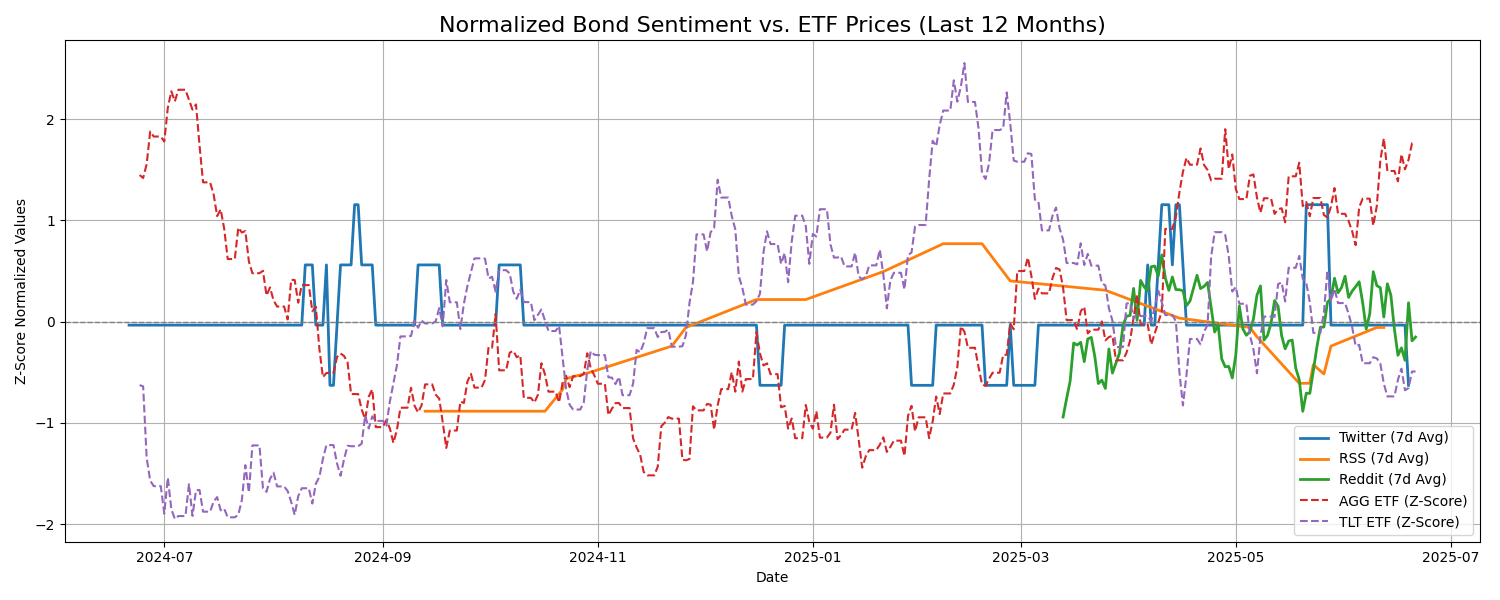 Normalized Bond Sentiment vs. ETF Prices (Last 12 Months)
Z-Score Normalized Values
2
1
0
−1
−2
2024-07
2024-09
2024-11
2025-01
2025-03
2025-05
2025-07
Date
Twitter (7d Avg)
RSS (7d Avg)
Reddit (7d Avg)
AGG ETF (Z-Score)
TLT ETF (Z-Score)